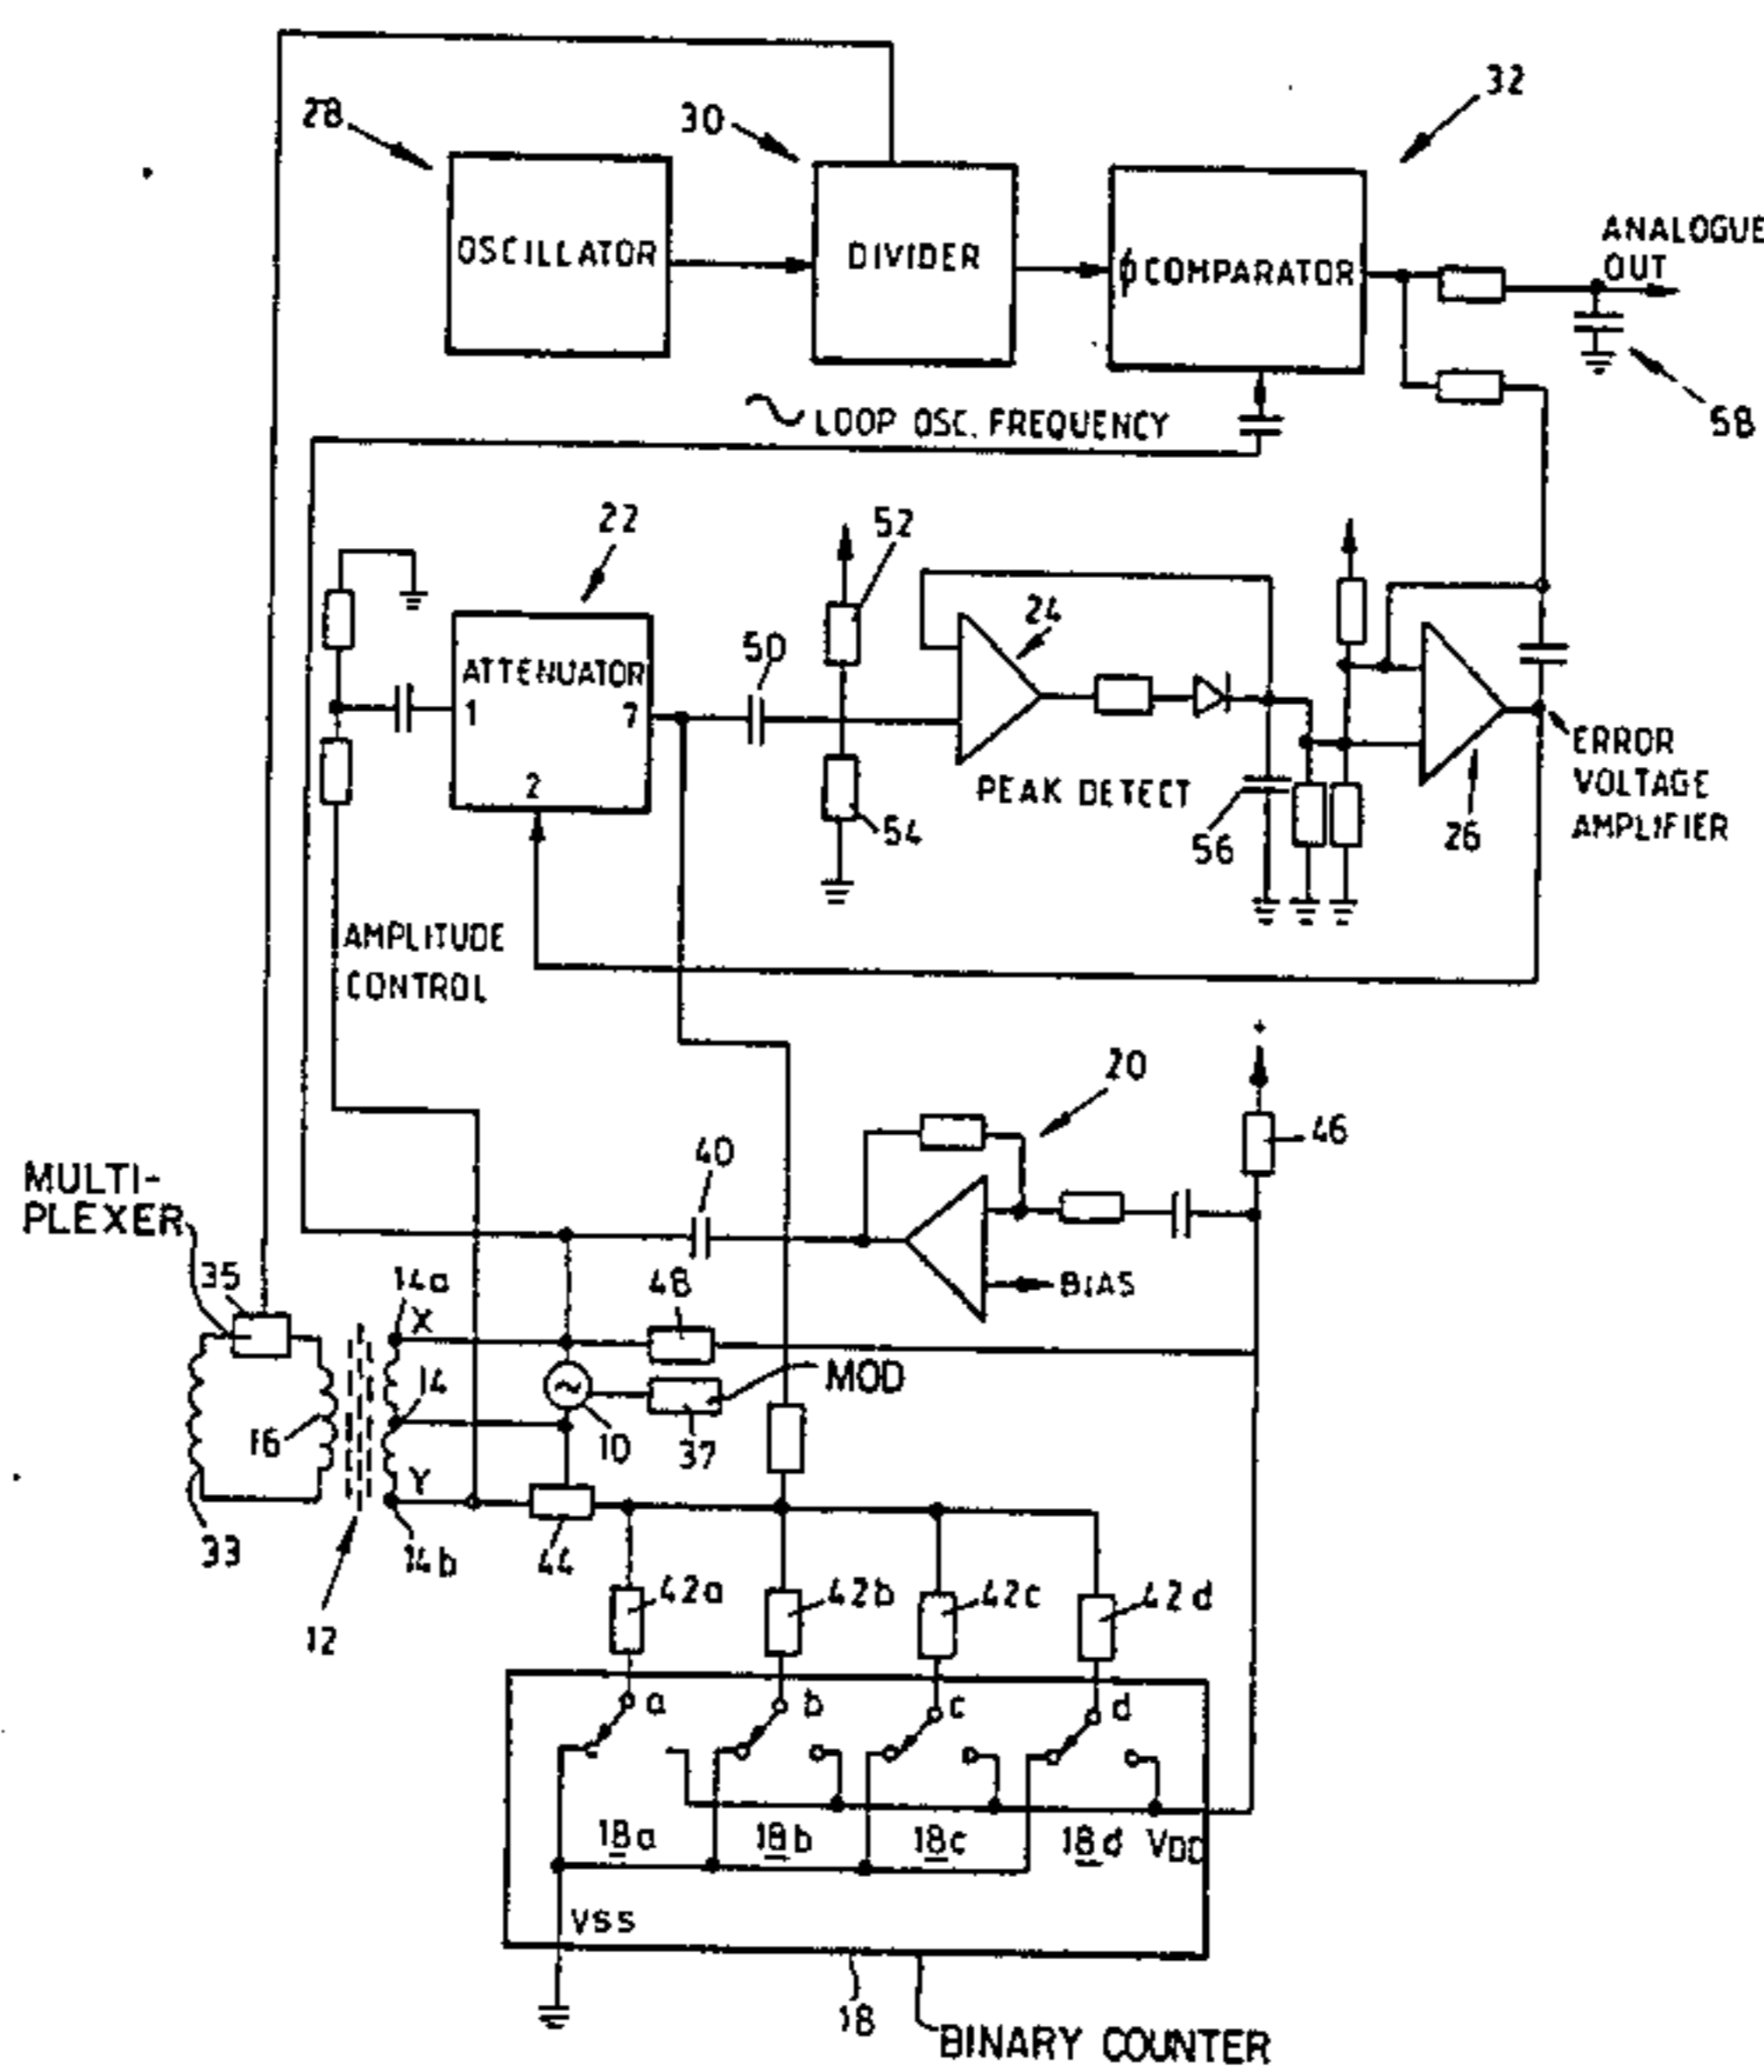 32
28
30
ANALOGUE
OUT
OSCILLATOR
DIVIDER
ϕ COMPARATOR
58
∼ LOOP OSC. FREQUENCY
22
52
24
50
ATTENUATOR
1
7
2
PEAK DETECT
54
56
26
ERROR
VOLTAGE
AMPLIFIER
AMPLITUDE
CONTROL
20
46
40
MULTI-
PLEXER
35
14a
X
48
BIAS
14
MOD
16
10
37
Y
33
14b
44
12
42a
42b
42c
42d
a
b
c
d
18a
18b
18c
18d
VDD
VSS
18
BINARY COUNTER